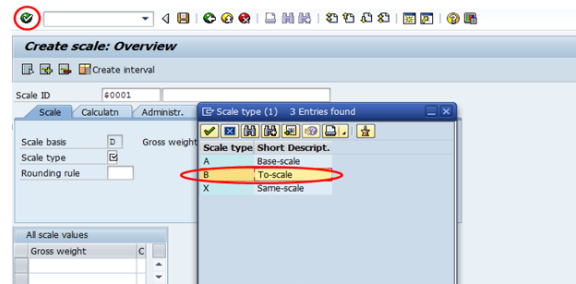 Create scale: Overview
Create interval
Scale ID $0001
Scale Calculatn Administr.
Scale basis D Gross weight
Scale type
Rounding rule
Scale type (1) 3 Entries found
Scale type Short Descript.
A Base-scale
B To-scale
X Same-scale
All scale values
Gross weight C